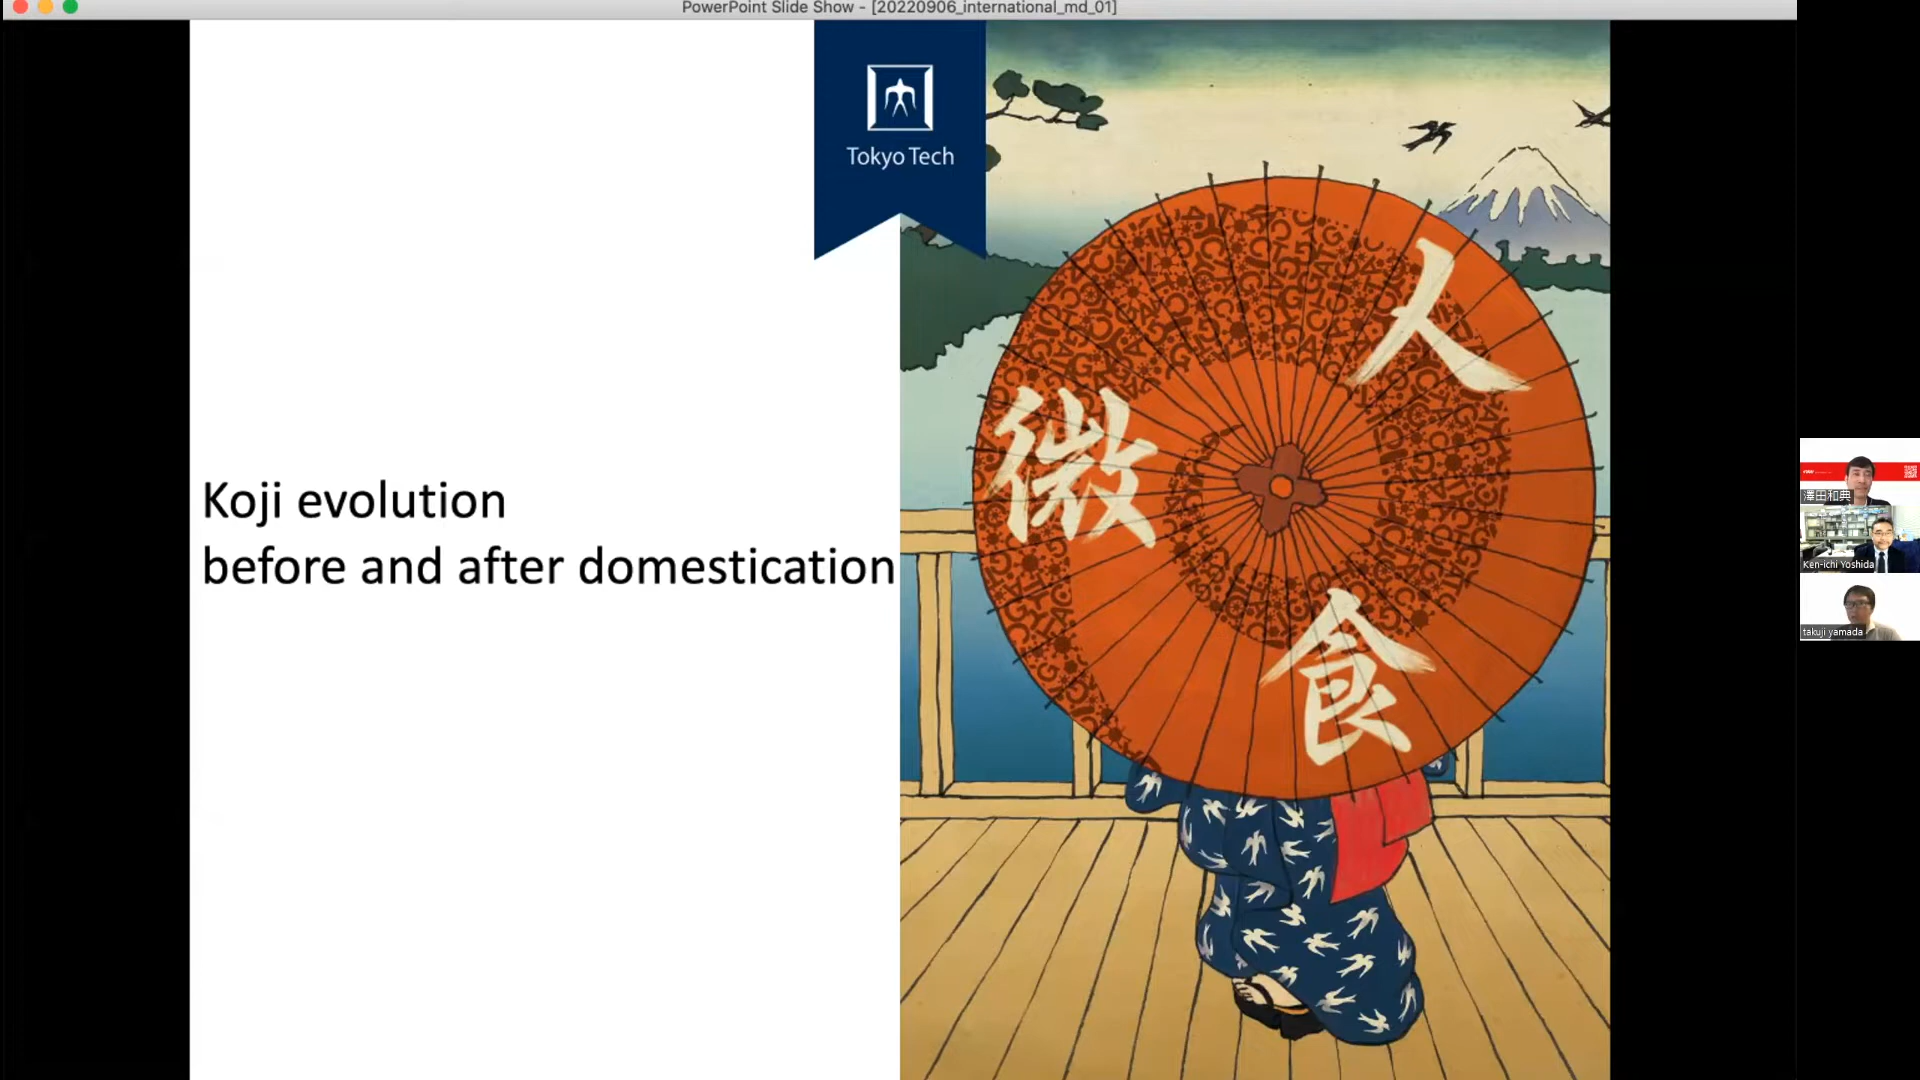 PowerPoint Slide Show - [20220906_international_md_01]
Tokyo Tech
Koji evolution
before and after domestication
人
微
食
澤田和典
Ken-ichi Yoshida
takuji yamada